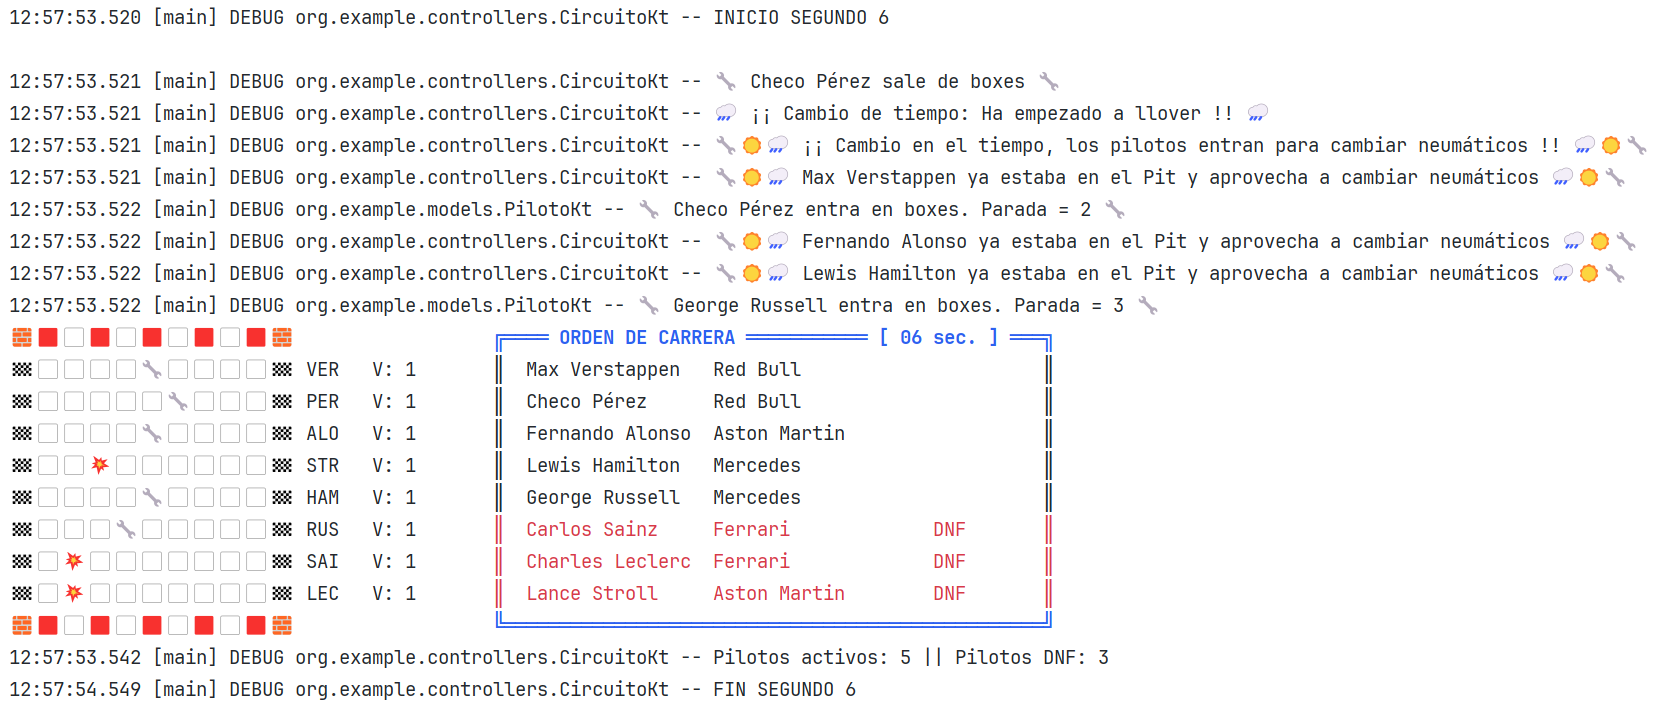 12:57:53.520 [main] DEBUG org.example.controllers.CircuitoKt -- INICIO SEGUNDO 6
12:57:53.521 [main] DEBUG org.example.controllers.CircuitoKt -- 🔧 Checo Pérez sale de boxes 🔧
12:57:53.521 [main] DEBUG org.example.controllers.CircuitoKt -- 🌧 ¡¡ Cambio de tiempo: Ha empezado a llover !! 🌧
12:57:53.521 [main] DEBUG org.example.controllers.CircuitoKt -- 🔧☀🌧 ¡¡ Cambio en el tiempo, los pilotos entran para cambiar neumáticos !! 🌧☀🔧
12:57:53.521 [main] DEBUG org.example.controllers.CircuitoKt -- 🔧☀🌧 Max Verstappen ya estaba en el Pit y aprovecha a cambiar neumáticos 🌧☀🔧
12:57:53.522 [main] DEBUG org.example.models.PilotoKt -- 🔧 Checo Pérez entra en boxes. Parada = 2 🔧
12:57:53.522 [main] DEBUG org.example.controllers.CircuitoKt -- 🔧☀🌧 Fernando Alonso ya estaba en el Pit y aprovecha a cambiar neumáticos 🌧☀🔧
12:57:53.522 [main] DEBUG org.example.controllers.CircuitoKt -- 🔧☀🌧 Lewis Hamilton ya estaba en el Pit y aprovecha a cambiar neumáticos 🌧☀🔧
12:57:53.522 [main] DEBUG org.example.models.PilotoKt -- 🔧 George Russell entra en boxes. Parada = 3 🔧
ORDEN DE CARRERA [ 06 sec. ]
VER V: 1 Max Verstappen Red Bull
PER V: 1 Checo Pérez Red Bull
ALO V: 1 Fernando Alonso Aston Martin
STR V: 1 Lewis Hamilton Mercedes
HAM V: 1 George Russell Mercedes
RUS V: 1 Carlos Sainz Ferrari DNF
SAI V: 1 Charles Leclerc Ferrari DNF
LEC V: 1 Lance Stroll Aston Martin DNF
12:57:53.542 [main] DEBUG org.example.controllers.CircuitoKt -- Pilotos activos: 5 || Pilotos DNF: 3
12:57:54.549 [main] DEBUG org.example.controllers.CircuitoKt -- FIN SEGUNDO 6